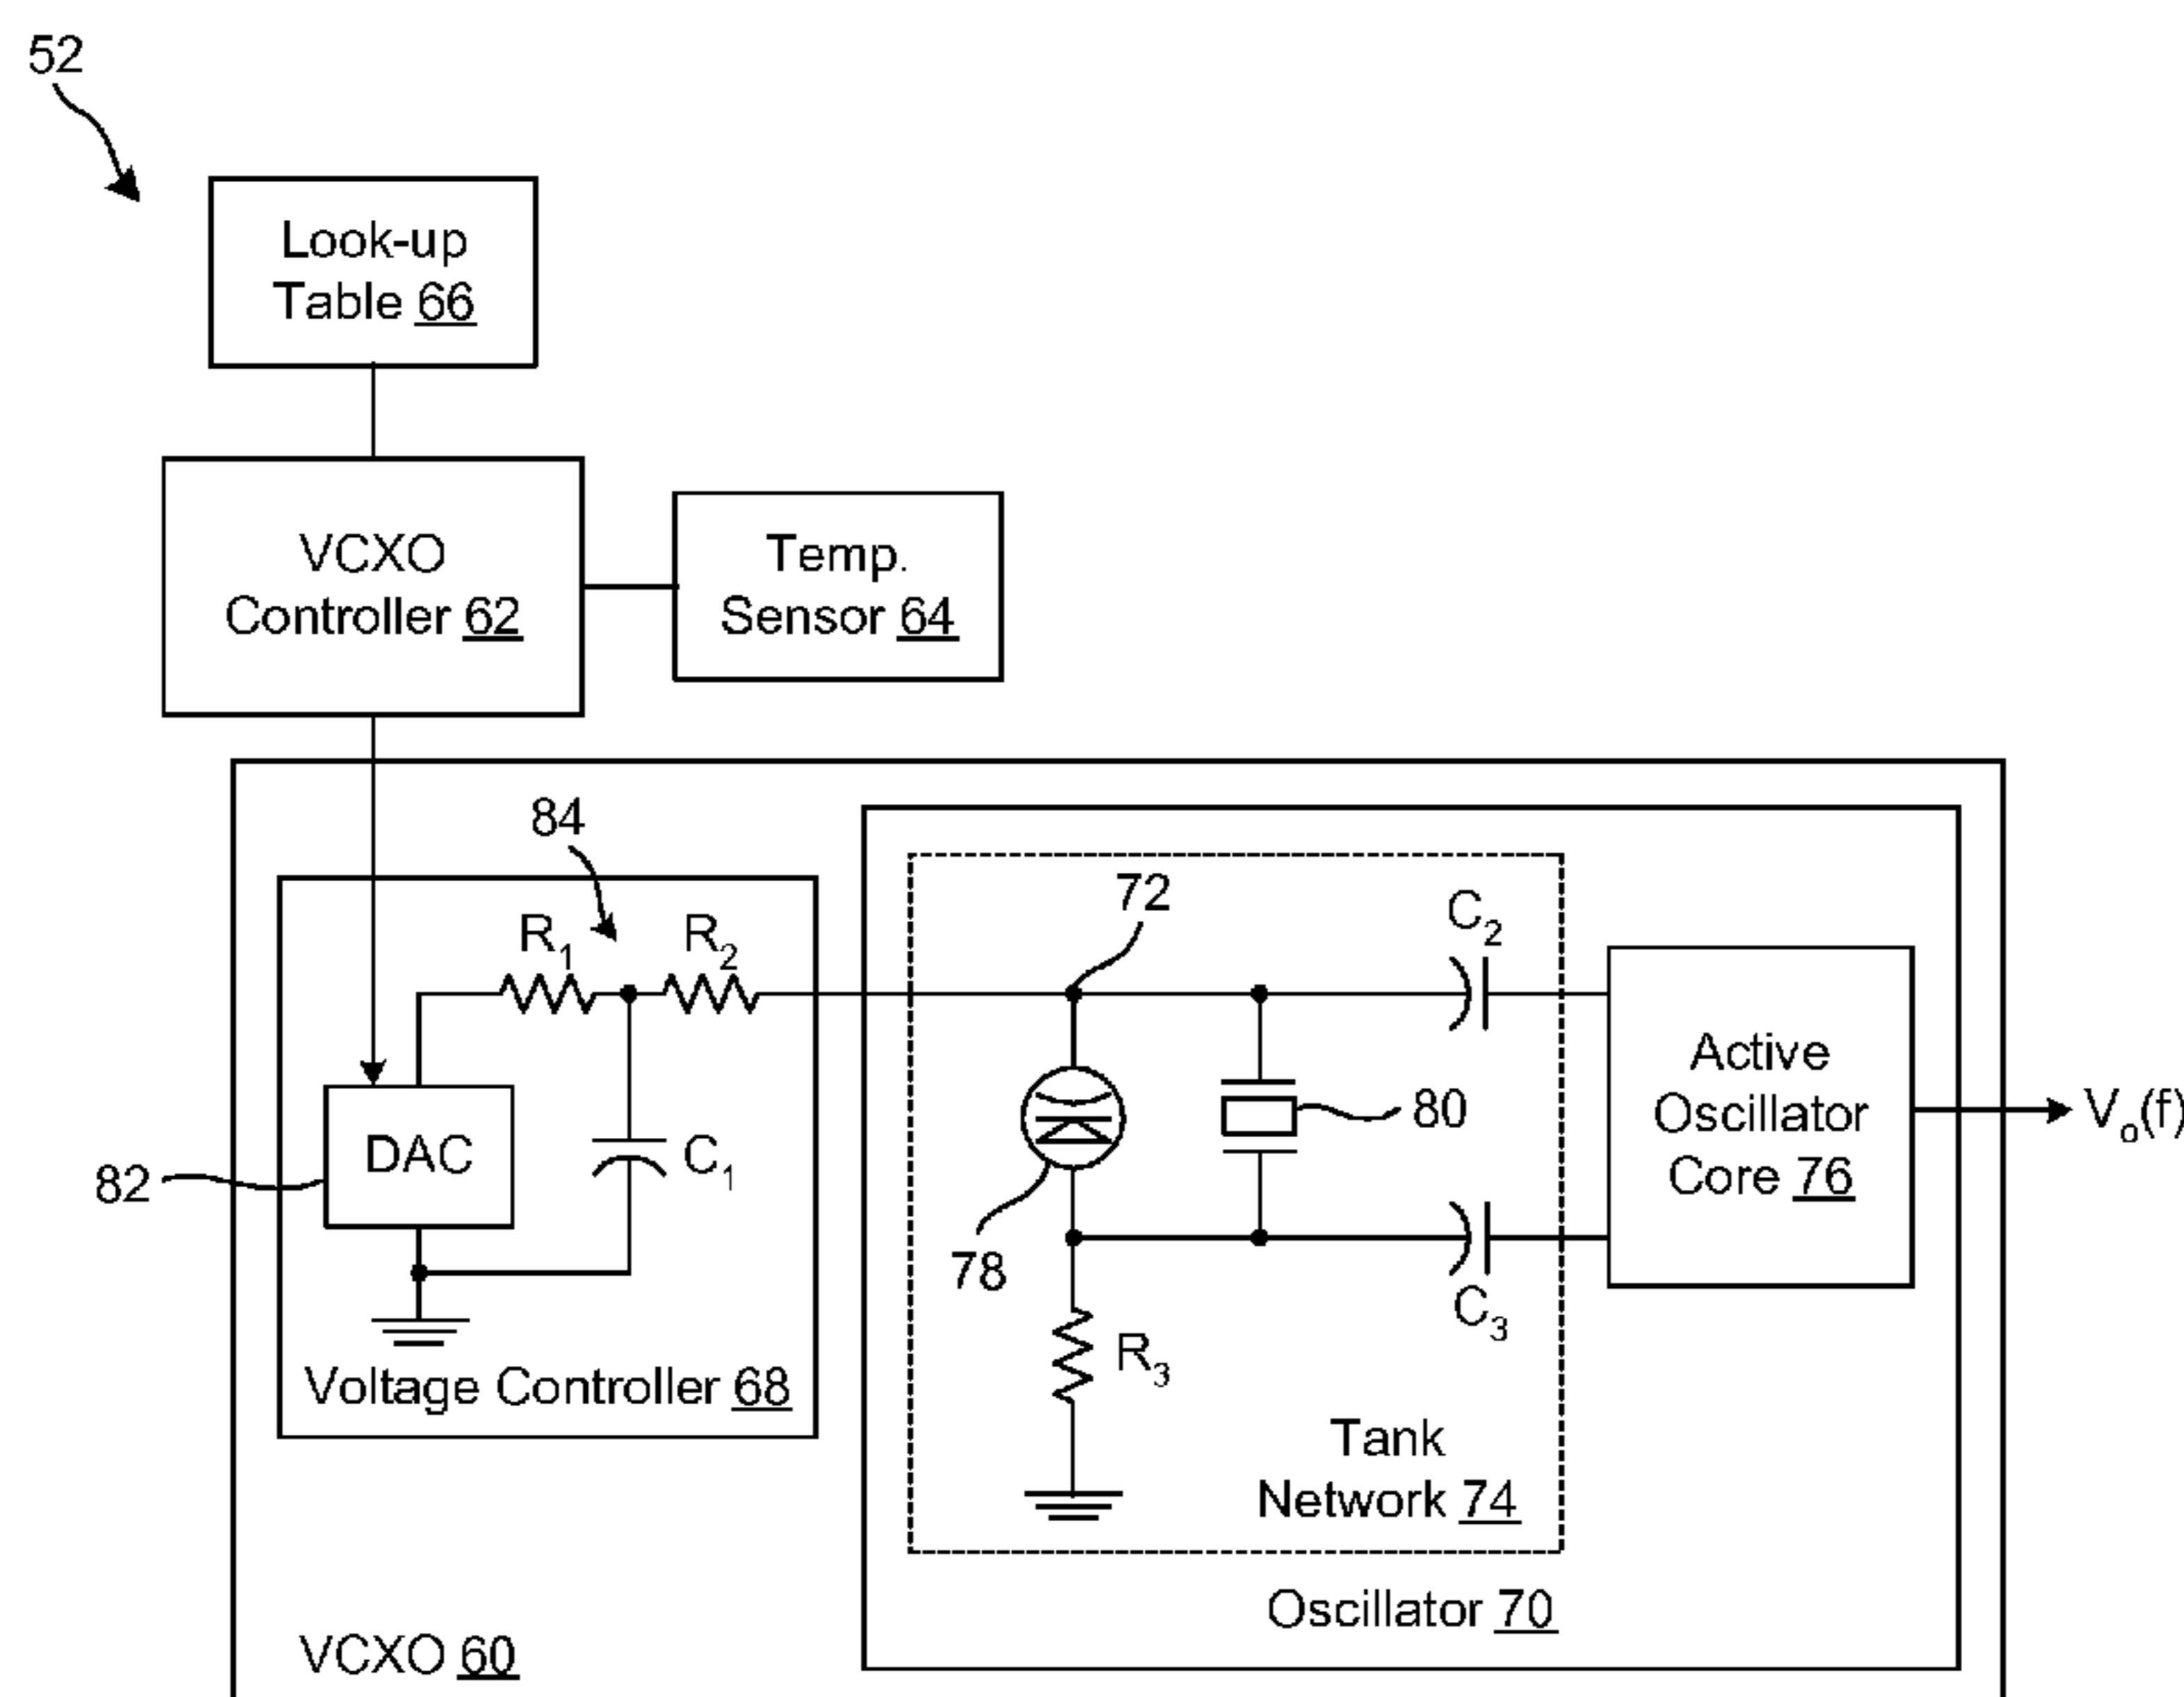 52
Look-up
Table 66
VCXO
Controller 62
Temp.
Sensor 64
84
R1
R2
72
C2
DAC
C1
82
80
78
Active
Oscillator
Core 76
Vo(f)
C3
R3
Voltage Controller 68
Tank
Network 74
Oscillator 70
VCXO 60